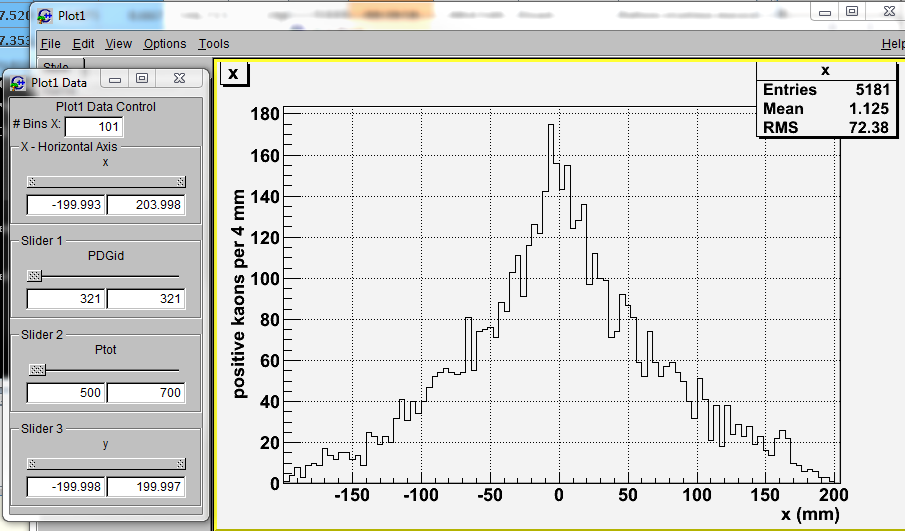 7.520
7.353
Plot1
File Edit View Options Tools Help
Style
Plot1 Data
Plot1 Data Control
# Bins X: 101
X - Horizontal Axis
x
-199.993 203.998
Slider 1
PDGid
321 321
Slider 2
Ptot
500 700
Slider 3
y
-199.998 199.997
x
x
Entries 5181
Mean 1.125
RMS 72.38
positive kaons per 4 mm
180
160
140
120
100
80
60
40
20
0
-150 -100 -50 0 50 100 150 200
x (mm)